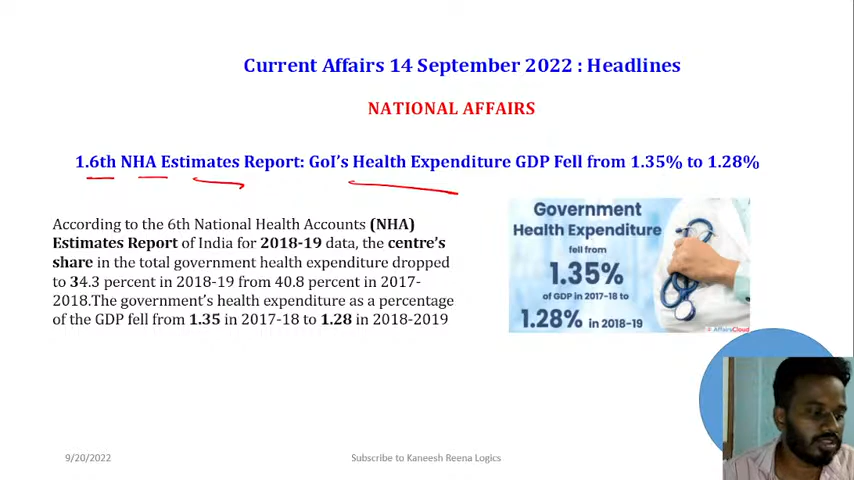 Current Affairs 14 September 2022 : Headlines
NATIONAL AFFAIRS
1.6th NHA Estimates Report: GoI's Health Expenditure GDP Fell from 1.35% to 1.28%
According to the 6th National Health Accounts (NHA)
Estimates Report of India for 2018-19 data, the centre's
share in the total government health expenditure dropped
to 34.3 percent in 2018-19 from 40.8 percent in 2017-
2018.The government's health expenditure as a percentage
of the GDP fell from 1.35 in 2017-18 to 1.28 in 2018-2019
Government
Health Expenditure
fell from
1.35%
of GDP in 2017-18 to
1.28% in 2018-19
AffairsCloud
9/20/2022
Subscribe to Kaneesh Reena Logics